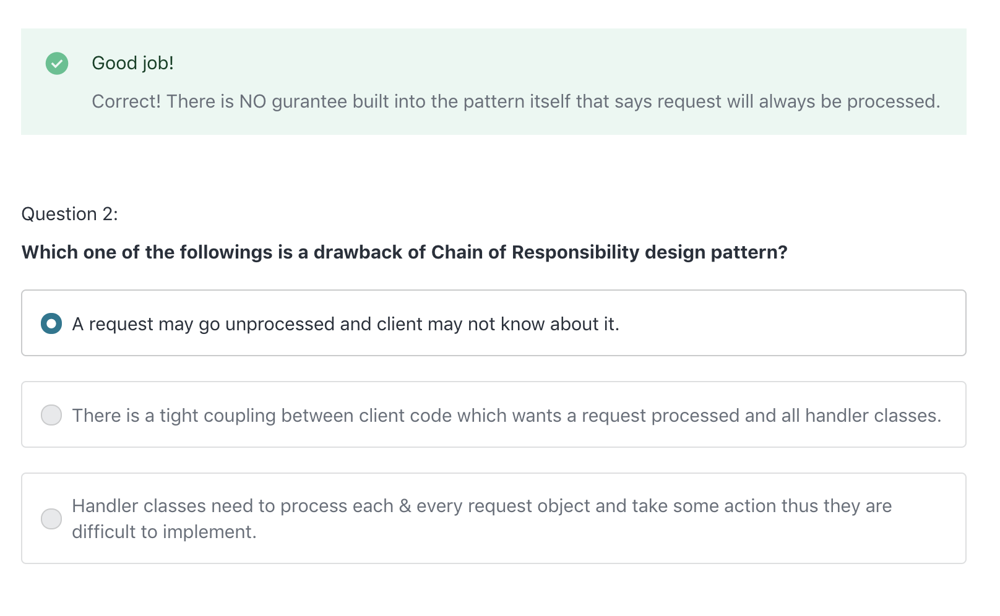 Good job!
Correct! There is NO gurantee built into the pattern itself that says request will always be processed.
Question 2:
Which one of the followings is a drawback of Chain of Responsibility design pattern?
A request may go unprocessed and client may not know about it.
There is a tight coupling between client code which wants a request processed and all handler classes.
Handler classes need to process each & every request object and take some action thus they are
difficult to implement.